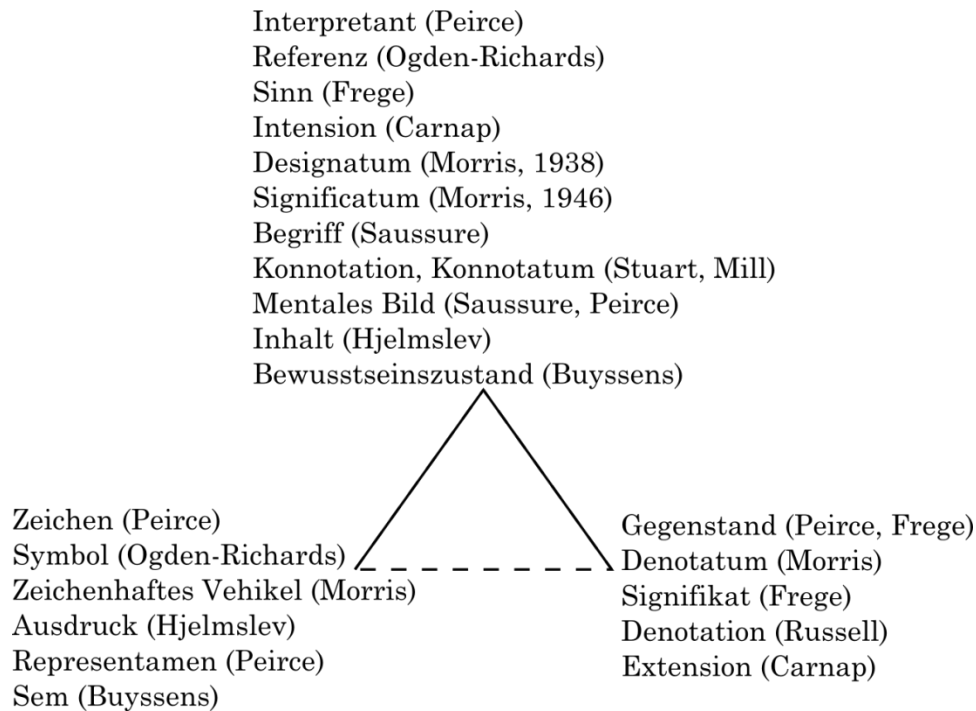 Interpretant (Peirce)
Referenz (Ogden-Richards)
Sinn (Frege)
Intension (Carnap)
Designatum (Morris, 1938)
Significatum (Morris, 1946)
Begriff (Saussure)
Konnotation, Konnotatum (Stuart, Mill)
Mentales Bild (Saussure, Peirce)
Inhalt (Hjelmslev)
Bewusstseinszustand (Buyssens)
Zeichen (Peirce)
Symbol (Ogden-Richards)
Zeichenhaftes Vehikel (Morris)
Ausdruck (Hjelmslev)
Representamen (Peirce)
Sem (Buyssens)
Gegenstand (Peirce, Frege)
Denotatum (Morris)
Signifikat (Frege)
Denotation (Russell)
Extension (Carnap)